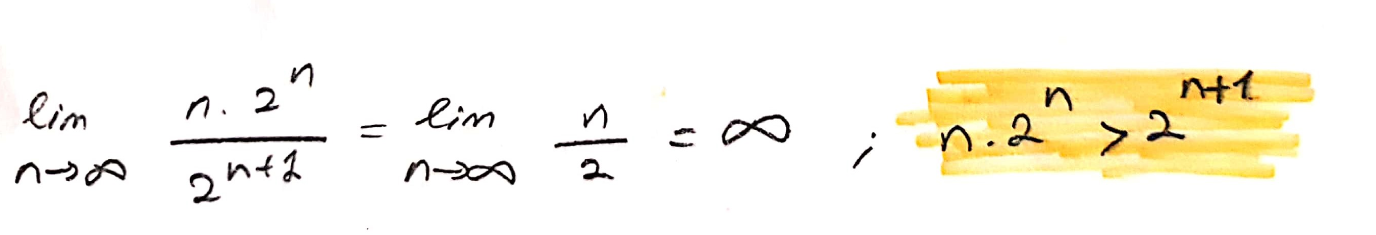 lim n→∞ n · 2^n / 2^(n+1) = lim n→∞ n / 2 = ∞ ; n · 2^n > 2^(n+1)